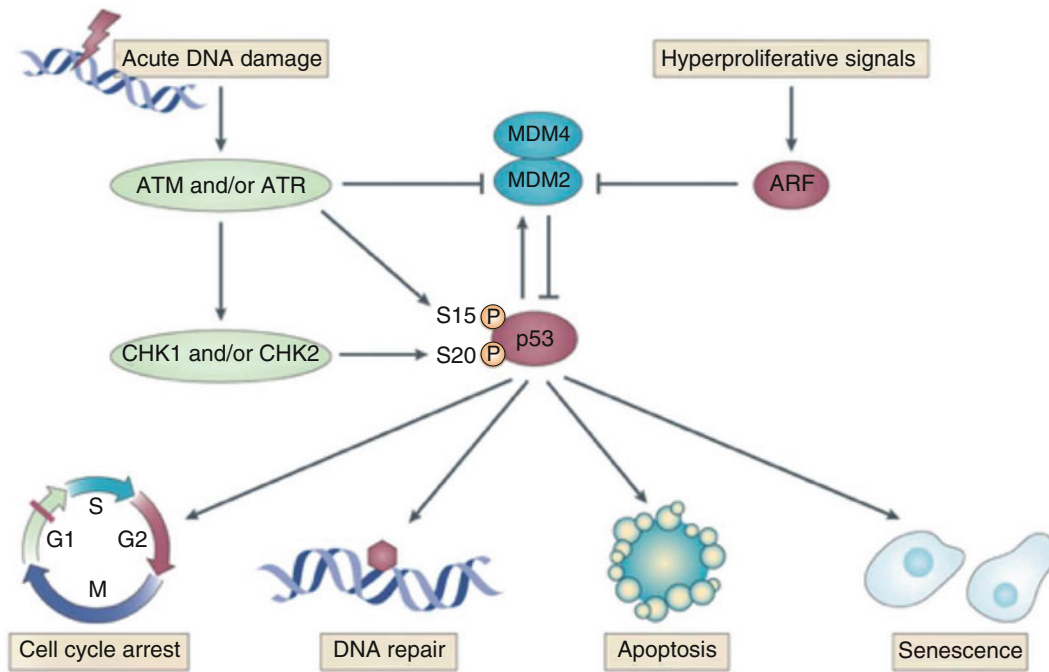 Acute DNA damage
Hyperproliferative signals
MDM4
MDM2
ATM and/or ATR
ARF
S15 P
p53
S20 P
CHK1 and/or CHK2
S
G1 G2
M
Cell cycle arrest
DNA repair
Apoptosis
Senescence